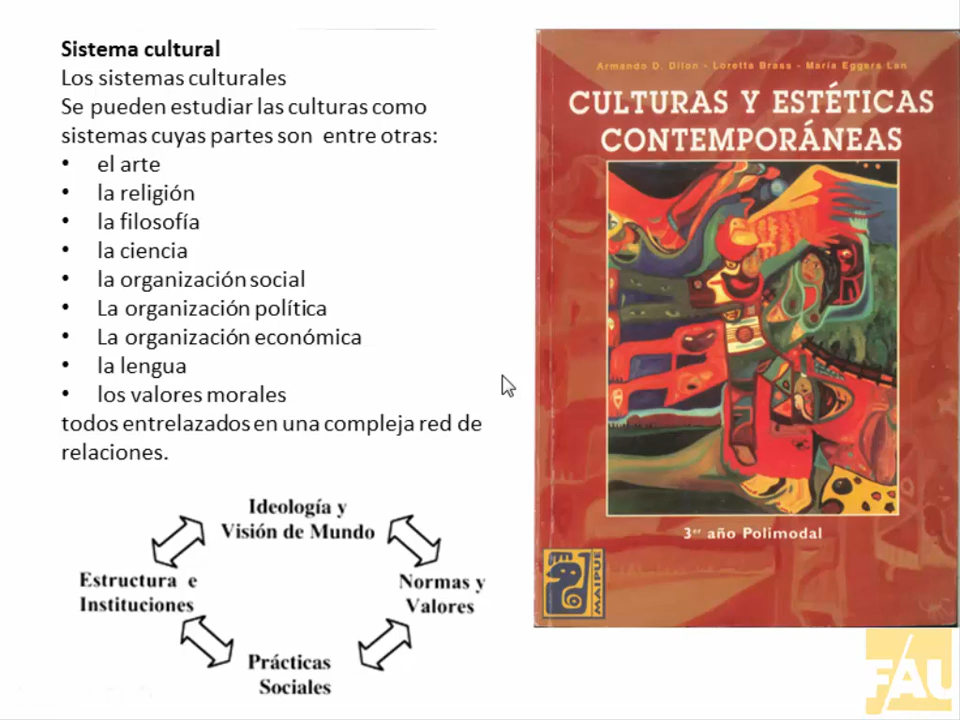 Sistema cultural
Los sistemas culturales
Se pueden estudiar las culturas como
sistemas cuyas partes son entre otras:
• el arte
• la religión
• la filosofía
• la ciencia
• la organización social
• La organización política
• La organización económica
• la lengua
• los valores morales
todos entrelazados en una compleja red de
relaciones.
Ideología y
Visión de Mundo
Estructura e
Instituciones
Normas y
Valores
Prácticas
Sociales
Armando D. Dilon - Loretta Brass - María Eggers Lan
CULTURAS Y ESTÉTICAS
CONTEMPORÁNEAS
3er año Polimodal
MAIPUE
FAU